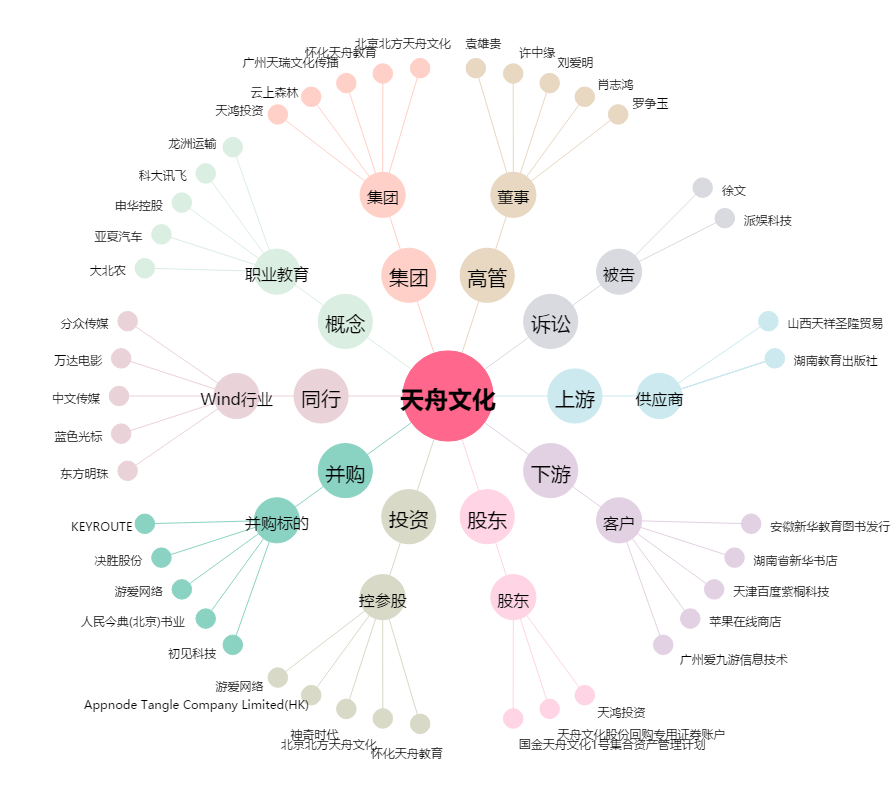 北京北方天舟文化
怀化天舟教育
广州天瑞文化传播
云上森林
天鸿投资
集团
集团
袁雄贵
许中缘
刘爱明
肖志鸿
罗争玉
董事
高管
龙洲运输
科大讯飞
申华控股
亚夏汽车
大北农
职业教育
概念
徐文
派娱科技
被告
诉讼
分众传媒
万达电影
中文传媒
蓝色光标
东方明珠
Wind行业
同行
天舟文化
上游
供应商
山西天祥圣隆贸易
湖南教育出版社
并购
并购标的
KEYROUTE
决胜股份
游爱网络
人民今典(北京)书业
初见科技
投资
控参股
游爱网络
Appnode Tangle Company Limited(HK)
神奇时代
北京北方天舟文化
怀化天舟教育
股东
股东
天鸿投资
天舟文化股份回购专用证券账户
国金天舟文化1号集合资产管理计划
下游
客户
安徽新华教育图书发行
湖南省新华书店
天津百度紫桐科技
苹果在线商店
广州爱九游信息技术